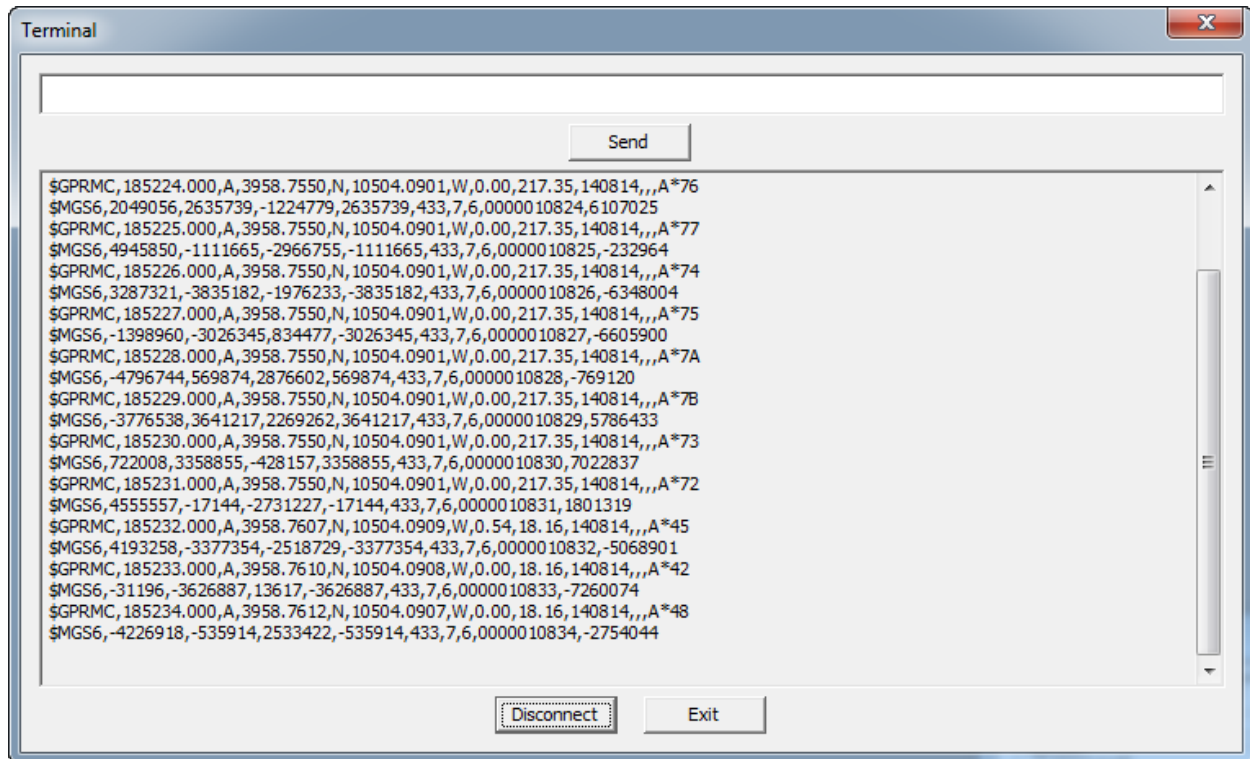 Terminal
Send
$GPRMC,185224.000,A,3958.7550,N,10504.0901,W,0.00,217.35,140814,,,A*76
$MGS6,2049056,2635739,-1224779,2635739,433,7,6,0000010824,6107025
$GPRMC,185225.000,A,3958.7550,N,10504.0901,W,0.00,217.35,140814,,,A*77
$MGS6,4945850,-1111665,-2966755,-1111665,433,7,6,0000010825,-232964
$GPRMC,185226.000,A,3958.7550,N,10504.0901,W,0.00,217.35,140814,,,A*74
$MGS6,3287321,-3835182,-1976233,-3835182,433,7,6,0000010826,-6348004
$GPRMC,185227.000,A,3958.7550,N,10504.0901,W,0.00,217.35,140814,,,A*75
$MGS6,-1398960,-3026345,834477,-3026345,433,7,6,0000010827,-6605900
$GPRMC,185228.000,A,3958.7550,N,10504.0901,W,0.00,217.35,140814,,,A*7A
$MGS6,-4796744,569874,2876602,569874,433,7,6,0000010828,-769120
$GPRMC,185229.000,A,3958.7550,N,10504.0901,W,0.00,217.35,140814,,,A*7B
$MGS6,-3776538,3641217,2269262,3641217,433,7,6,0000010829,5786433
$GPRMC,185230.000,A,3958.7550,N,10504.0901,W,0.00,217.35,140814,,,A*73
$MGS6,722008,3358855,-428157,3358855,433,7,6,0000010830,7022837
$GPRMC,185231.000,A,3958.7550,N,10504.0901,W,0.00,217.35,140814,,,A*72
$MGS6,4555557,-17144,-2731227,-17144,433,7,6,0000010831,1801319
$GPRMC,185232.000,A,3958.7607,N,10504.0909,W,0.54,18.16,140814,,,A*45
$MGS6,4193258,-3377354,-2518729,-3377354,433,7,6,0000010832,-5068901
$GPRMC,185233.000,A,3958.7610,N,10504.0908,W,0.00,18.16,140814,,,A*42
$MGS6,-31196,-3626887,13617,-3626887,433,7,6,0000010833,-7260074
$GPRMC,185234.000,A,3958.7612,N,10504.0907,W,0.00,18.16,140814,,,A*48
$MGS6,-4226918,-535914,2533422,-535914,433,7,6,0000010834,-2754044
Disconnect Exit